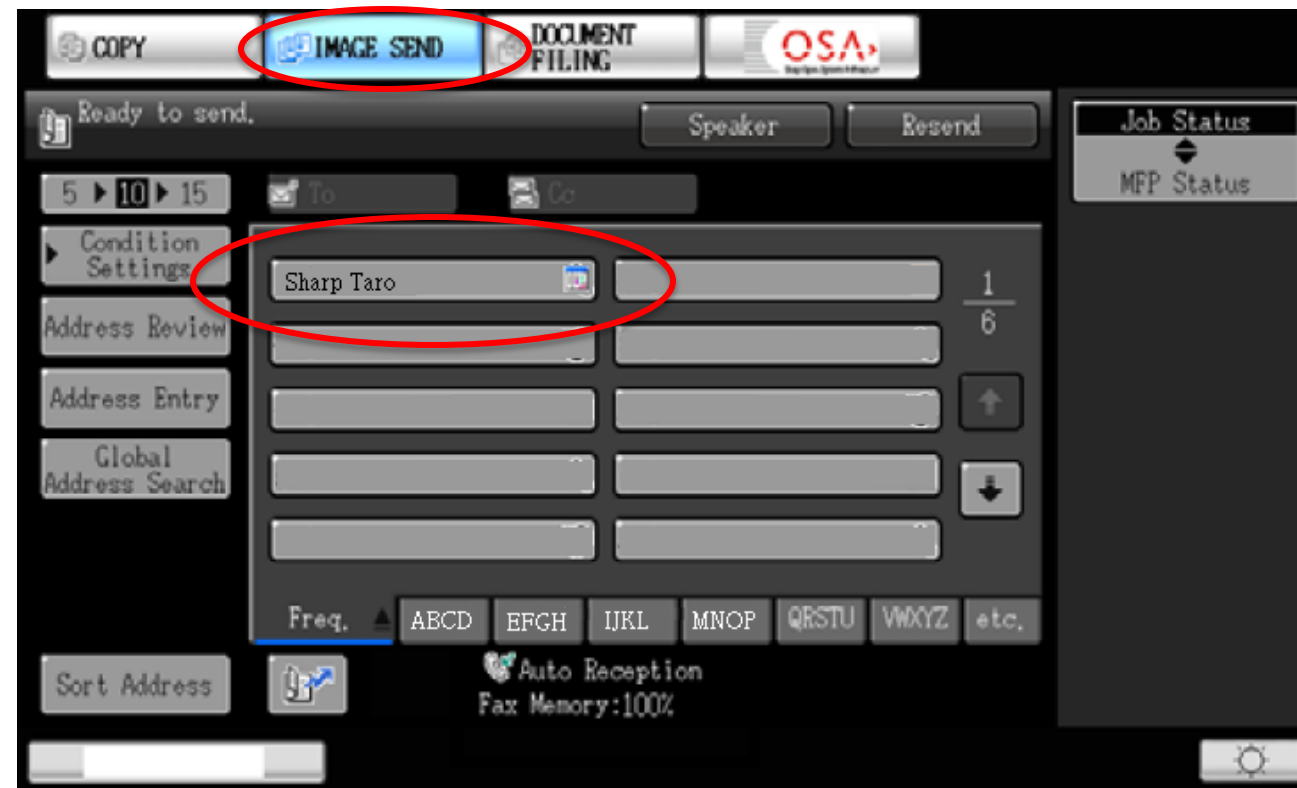 COPY
IMAGE SEND
DOCUMENT
FILING
OSA
Ready to send.
Speaker
Resend
Job Status
MFP Status
5 ▶ 10 ▶ 15
To
Cc
Condition
Settings
Sharp Taro
1
6
Address Review
Address Entry
Global
Address Search
Freq.
ABCD
EFGH
IJKL
MNOP
QRSTU
VWXYZ
etc.
Sort Address
Auto Reception
Fax Memory:100%